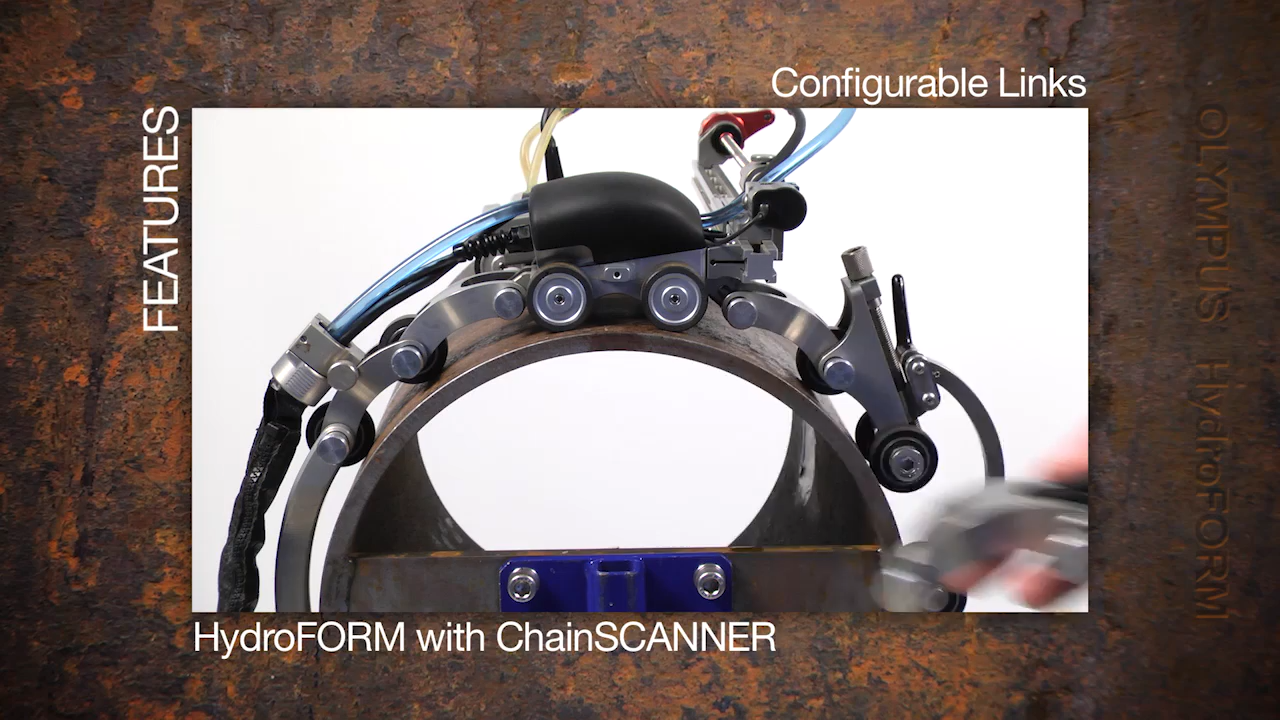 Configurable Links
FEATURES
OLYMPUS HydroFORM
HydroFORM with ChainSCANNER